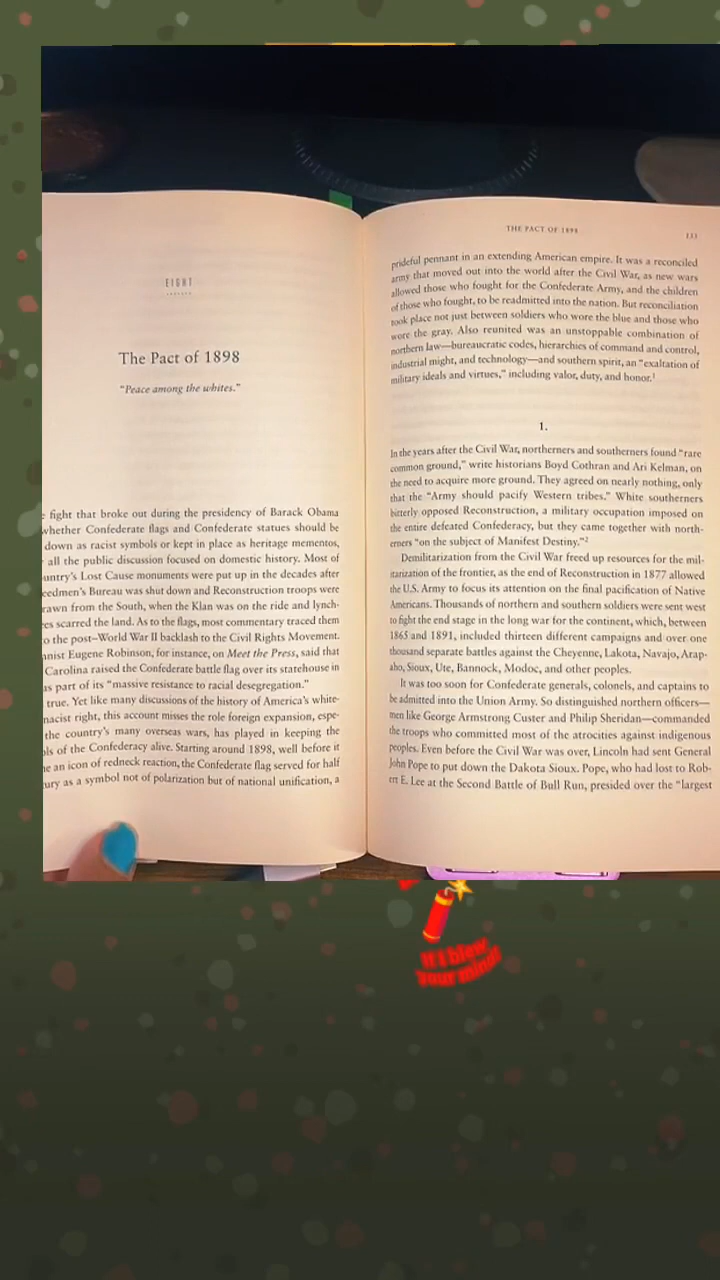 EIGHT
The Pact of 1898
"Peace among the whites."
fight that broke out during the presidency of Barack Obama
whether Confederate flags and Confederate statues should be
down as racist symbols or kept in place as heritage mementos,
all the public discussion focused on domestic history. Most of
untry's Lost Cause monuments were put up in the decades after
eedmen's Bureau was shut down and Reconstruction troops were
rawn from the South, when the Klan was on the ride and lynch-
es scarred the land. As to the flags, most commentary traced them
o the post–World War II backlash to the Civil Rights Movement.
nist Eugene Robinson, for instance, on Meet the Press, said that
Carolina raised the Confederate battle flag over its statehouse in
as part of its "massive resistance to racial desegregation."
true. Yet like many discussions of the history of America's white-
nacist right, this account misses the role foreign expansion, espe-
the country's many overseas wars, has played in keeping the
ls of the Confederacy alive. Starting around 1898, well before it
e an icon of redneck reaction, the Confederate flag served for half
ury as a symbol not of polarization but of national unification, a
THE PACT OF 1898
133
prideful pennant in an extending American empire. It was a reconciled
army that moved out into the world after the Civil War, as new wars
allowed those who fought for the Confederate Army, and the children
of those who fought, to be readmitted into the nation. But reconciliation
took place not just between soldiers who wore the blue and those who
wore the gray. Also reunited was an unstoppable combination of
northern law—bureaucratic codes, hierarchies of command and control,
industrial might, and technology—and southern spirit, an "exaltation of
military ideals and virtues," including valor, duty, and honor.¹
1.
In the years after the Civil War, northerners and southerners found "rare
common ground," write historians Boyd Cothran and Ari Kelman, on
the need to acquire more ground. They agreed on nearly nothing, only
that the "Army should pacify Western tribes." White southerners
bitterly opposed Reconstruction, a military occupation imposed on
the entire defeated Confederacy, but they came together with north-
erners "on the subject of Manifest Destiny."²
Demilitarization from the Civil War freed up resources for the mil-
itarization of the frontier, as the end of Reconstruction in 1877 allowed
the U.S. Army to focus its attention on the final pacification of Native
Americans. Thousands of northern and southern soldiers were sent west
to fight the end stage in the long war for the continent, which, between
1865 and 1891, included thirteen different campaigns and over one
thousand separate battles against the Cheyenne, Lakota, Navajo, Arap-
aho, Sioux, Ute, Bannock, Modoc, and other peoples.
It was too soon for Confederate generals, colonels, and captains to
be admitted into the Union Army. So distinguished northern officers—
men like George Armstrong Custer and Philip Sheridan—commanded
the troops who committed most of the atrocities against indigenous
peoples. Even before the Civil War was over, Lincoln had sent General
John Pope to put down the Dakota Sioux. Pope, who had lost to Rob-
ert E. Lee at the Second Battle of Bull Run, presided over the "largest
If I blew
your mind!